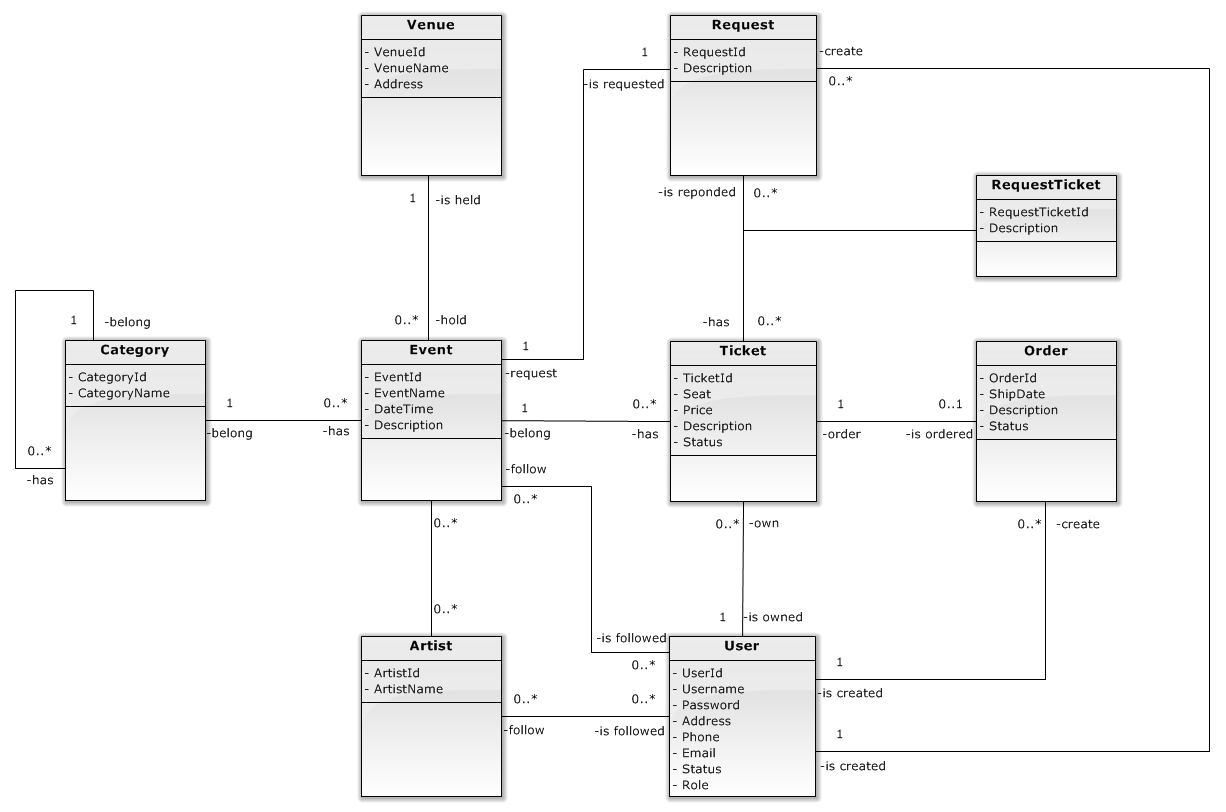 Venue
- VenueId
- VenueName
- Address
Request
- RequestId
- Description
1
-is requested
-create
0..*
-is reponded
0..*
RequestTicket
- RequestTicketId
- Description
1
-is held
0..*
-hold
-has
0..*
1
-belong
Category
- CategoryId
- CategoryName
0..*
-has
1
-belong
0..*
-has
Event
- EventId
- EventName
- DateTime
- Description
1
-request
1
-belong
0..*
-has
Ticket
- TicketId
- Seat
- Price
- Description
- Status
1
-order
0..1
-is ordered
Order
- OrderId
- ShipDate
- Description
- Status
-follow
0..*
0..*
0..*
0..*
-own
1
-is owned
0..*
-create
-is followed
0..*
Artist
- ArtistId
- ArtistName
0..*
-follow
0..*
-is followed
User
- UserId
- Username
- Password
- Address
- Phone
- Email
- Status
- Role
1
-is created
1
-is created